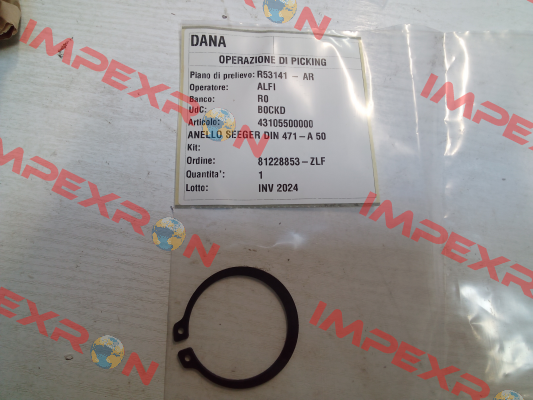 DANA
OPERAZIONE DI PICKING
Piano di prelievo: R53141 - AR
Operatore: ALFI
Banco: R0
UdC: B0CKD
Articolo: 43105500000
ANELLO SEEGER DIN 471-A 50
Kit:
Ordine: 81228853-ZLF
Quantita': 1
Lotto: INV 2024
IMPEXRON
IMPEXRON
IMPEXRON
IMPEXRON
IMPEXRON
IMPEXRON